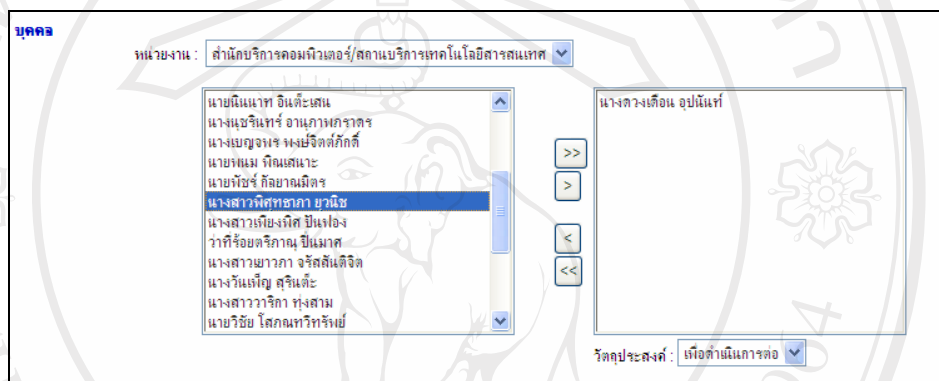 บุคคล
หน่วยงาน : สำนักบริการคอมพิวเตอร์/สถานบริการเทคโนโลยีสารสนเทศ
นายนินนาท อินต๊ะเสน
นางนุชรินทร์ อานุภาพภราดร
นางเบญจพร พงษ์จิตต์ภักดิ์
นายพนม พิณเสนาะ
นายพัชร์ กัลยาณมิตร
นางสาวพิศุทธาภา ยุวนิช
นางสาวเพียงพิศ ปันฟอง
ว่าที่ร้อยตรีภาณุ ปิ่นมาศ
นางสาวเยาวภา จรัสสันติจิต
นางวันเพ็ญ สุรินต๊ะ
นางสาววาริกา ทุ่งสาม
นายวิชัย โสภณทวิทรัพย์
>>
>
<
<<
นางดวงเดือน อุปนันท์
วัตถุประสงค์ : เพื่อดำเนินการต่อ